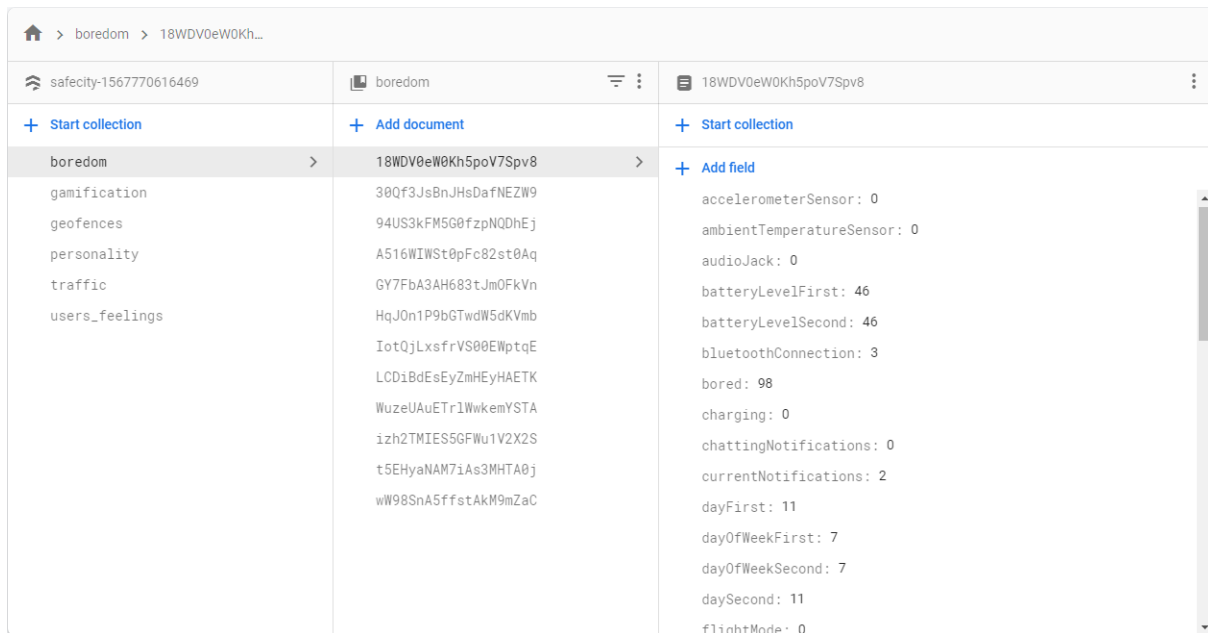 boredom > 18WDV0eW0Kh...
safecity-1567770616469
Start collection
boredom
gamification
geofences
personality
traffic
users_feelings
boredom
Add document
18WDV0eW0Kh5poV7Spv8
30Qf3JsBnJHsDafNEZW9
94US3kFM5G0fzpNQDhEj
A516WIWSt0pFc82st0Aq
GY7FbA3AH683tJmOFkVn
HqJOn1P9bGTwdW5dKVmb
IotQjLxsfrVS00EWptqE
LCDiBdEsEyZmHEyHAETK
WuzeUAuETrlWwkemYSTA
izh2TMIES5GFWu1V2X2S
t5EHyaNAM7iAs3MHTA0j
wW98SnA5ffstAkM9mZaC
18WDV0eW0Kh5poV7Spv8
Start collection
Add field
accelerometerSensor: 0
ambientTemperatureSensor: 0
audioJack: 0
batteryLevelFirst: 46
batteryLevelSecond: 46
bluetoothConnection: 3
bored: 98
charging: 0
chattingNotifications: 0
currentNotifications: 2
dayFirst: 11
dayOfWeekFirst: 7
dayOfWeekSecond: 7
daySecond: 11
flightMode: 0